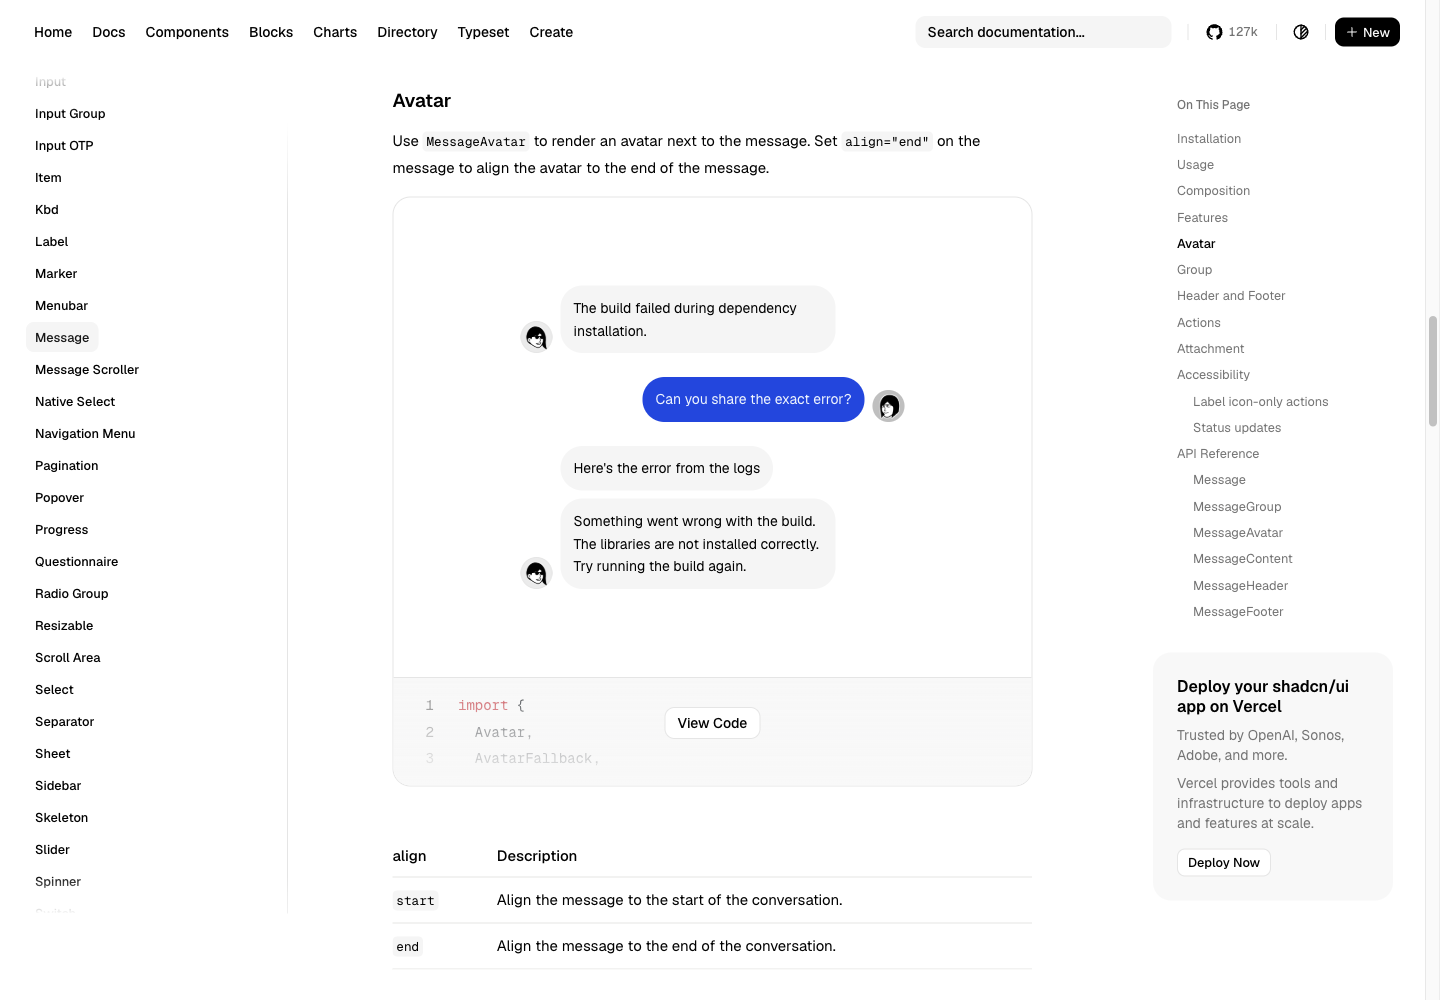 Home Docs Components Blocks Charts Directory Typeset Create
Search documentation...
127k
New
Input
Input Group
Input OTP
Item
Kbd
Label
Marker
Menubar
Message
Message Scroller
Native Select
Navigation Menu
Pagination
Popover
Progress
Questionnaire
Radio Group
Resizable
Scroll Area
Select
Separator
Sheet
Sidebar
Skeleton
Slider
Spinner
Switch
Avatar
Use MessageAvatar to render an avatar next to the message. Set align="end" on the
message to align the avatar to the end of the message.
The build failed during dependency
installation.
Can you share the exact error?
Here's the error from the logs
Something went wrong with the build.
The libraries are not installed correctly.
Try running the build again.
1 import {
2 Avatar,
3 AvatarFallback,
View Code
align Description
start Align the message to the start of the conversation.
end Align the message to the end of the conversation.
On This Page
Installation
Usage
Composition
Features
Avatar
Group
Header and Footer
Actions
Attachment
Accessibility
Label icon-only actions
Status updates
API Reference
Message
MessageGroup
MessageAvatar
MessageContent
MessageHeader
MessageFooter
Deploy your shadcn/ui
app on Vercel
Trusted by OpenAI, Sonos,
Adobe, and more.
Vercel provides tools and
infrastructure to deploy apps
and features at scale.
Deploy Now